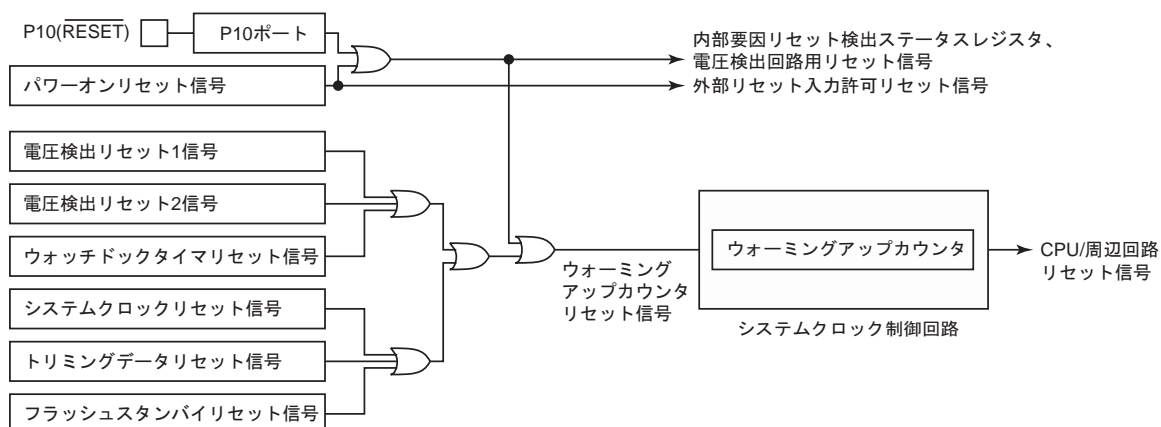 P10(RESET)
P10ポート
パワーオンリセット信号
内部要因リセット検出ステータスレジスタ、
電圧検出回路用リセット信号
外部リセット入力許可リセット信号
電圧検出リセット1信号
電圧検出リセット2信号
ウォッチドックタイマリセット信号
システムクロックリセット信号
トリミングデータリセット信号
フラッシュスタンバイリセット信号
ウォーミング
アップカウンタ
リセット信号
ウォーミングアップカウンタ
システムクロック制御回路
CPU/周辺回路
リセット信号